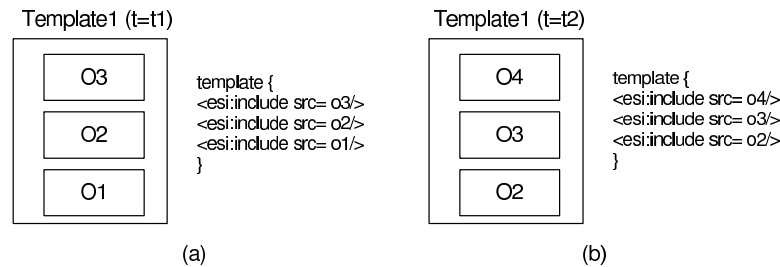 Template1 (t=t1)
O3
O2
O1
template {
<esi:include src= o3/>
<esi:include src= o2/>
<esi:include src= o1/>
}
(a)
Template1 (t=t2)
O4
O3
O2
template {
<esi:include src= o4/>
<esi:include src= o3/>
<esi:include src= o2/>
}
(b)